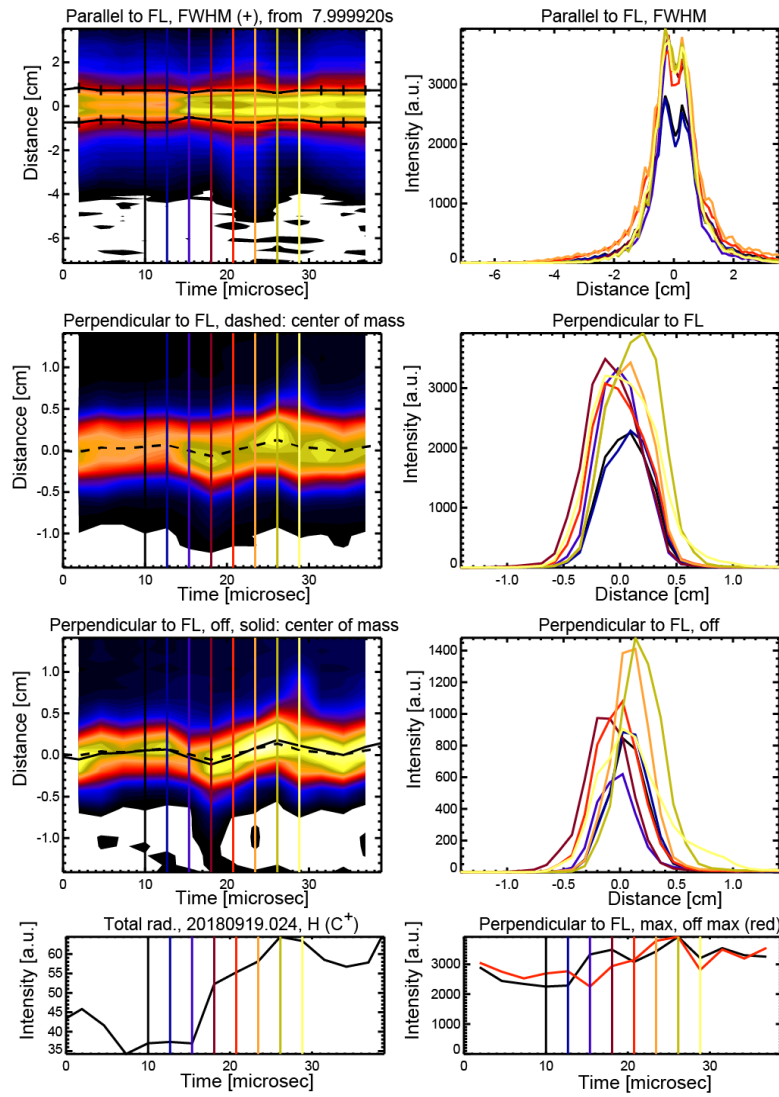 Parallel to FL, FWHM (+), from 7.999920s
Distance [cm]
2
0
-2
-4
-6
0 10 20 30
Time [microsec]
Parallel to FL, FWHM
Intensity [a.u.]
3000
2000
1000
0
-6 -4 -2 0 2
Distance [cm]
Perpendicular to FL, dashed: center of mass
Distancce [cm]
1.0
0.5
0.0
-0.5
-1.0
0 10 20 30
Time [microsec]
Perpendicular to FL
Intensity [a.u.]
3000
2000
1000
0
-1.0 -0.5 0.0 0.5 1.0
Distance [cm]
Perpendicular to FL, off, solid: center of mass
Distance [cm]
1.0
0.5
0.0
-0.5
-1.0
0 10 20 30
Time [microsec]
Perpendicular to FL, off
Intensity [a.u.]
1400
1200
1000
800
600
400
200
0
-1.0 -0.5 0.0 0.5 1.0
Distance [cm]
Total rad., 20180919.024, H (C+)
Intensity [a.u.]
60
55
50
45
40
35
0 10 20 30
Time [microsec]
Perpendicular to FL, max, off max (red)
Intensity [a.u.]
3000
2000
1000
0
0 10 20 30
Time [microsec]